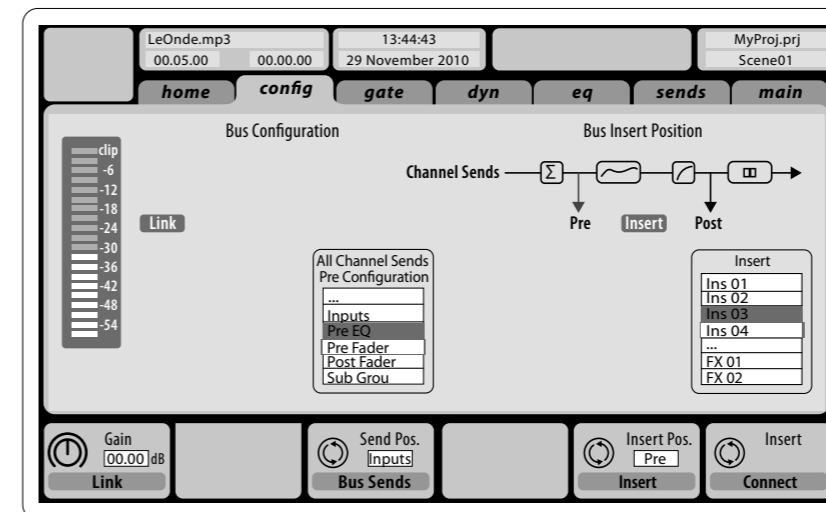 LeOnde.mp3
00.05.00 00.00.00
13:44:43
29 November 2010
MyProj.prj
Scene01
home config gate dyn eq sends main
Bus Configuration
Bus Insert Position
clip
-6
-12
-18
-24
-30
-36
-42
-48
-54
Link
Channel Sends
Σ
Pre Insert Post
All Channel Sends
Pre Configuration
...
Inputs
Pre EQ
Pre Fader
Post Fader
Sub Grou
Insert
Ins 01
Ins 02
Ins 03
Ins 04
...
FX 01
FX 02
Gain
00.00 dB
Link
Send Pos.
Inputs
Bus Sends
Insert Pos.
Pre
Insert
Insert
Connect